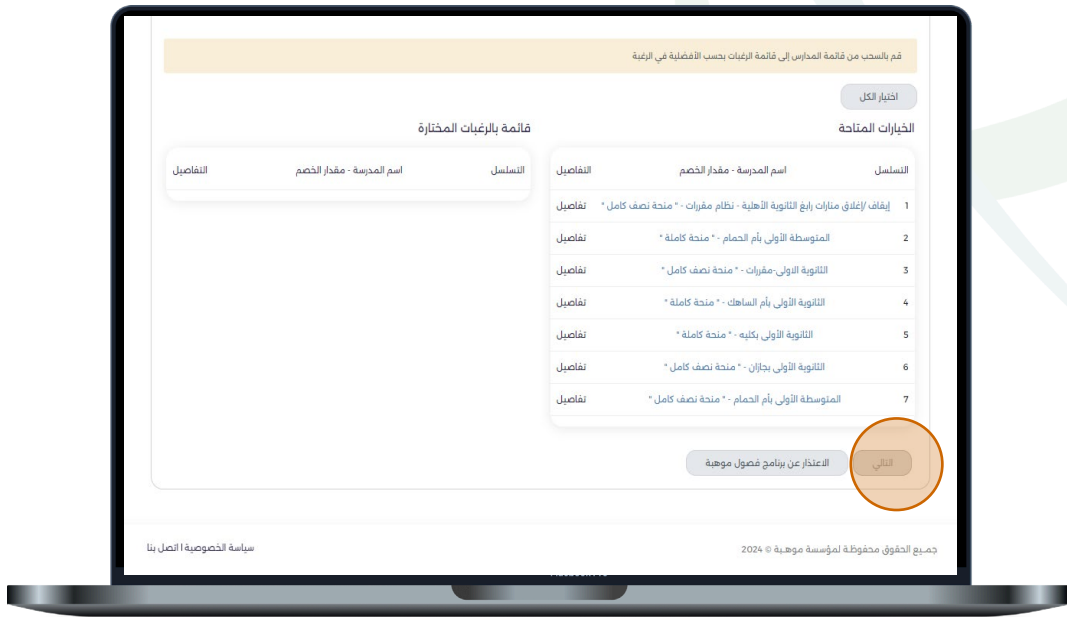 قم بالسحب من قائمة المدارس إلى قائمة الرغبات بحسب الأفضلية في الرغبة
اختيار الكل
الخيارات المتاحة
التسلسل اسم المدرسة - مقدار الخصم التفاصيل
1 إيقاف /إغلاق منارات رابغ الثانوية الأهلية - نظام مقررات - " منحة نصف كامل " تفاصيل
2 المتوسطة الأولى بأم الحمام - " منحة كاملة " تفاصيل
3 الثانوية الاولى-مقررات - " منحة نصف كامل " تفاصيل
4 الثانوية الأولى بأم الساهك - " منحة كاملة " تفاصيل
5 الثانوية الأولى بكليه - " منحة كاملة " تفاصيل
6 الثانوية الأولى بجازان - " منحة نصف كامل " تفاصيل
7 المتوسطة الأولى بأم الحمام - " منحة نصف كامل " تفاصيل
قائمة بالرغبات المختارة
التسلسل اسم المدرسة - مقدار الخصم التفاصيل
التالي
الاعتذار عن برنامج فصول موهبة
جميع الحقوق محفوظة لمؤسسة موهبة © 2024
سياسة الخصوصية | اتصل بنا